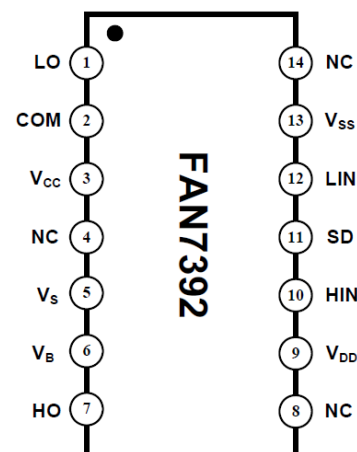 LO 1 14 NC
COM 2 13 VSS
VCC 3 12 LIN
NC 4 11 SD
VS 5 10 HIN
VB 6 9 VDD
HO 7 8 NC
FAN7392